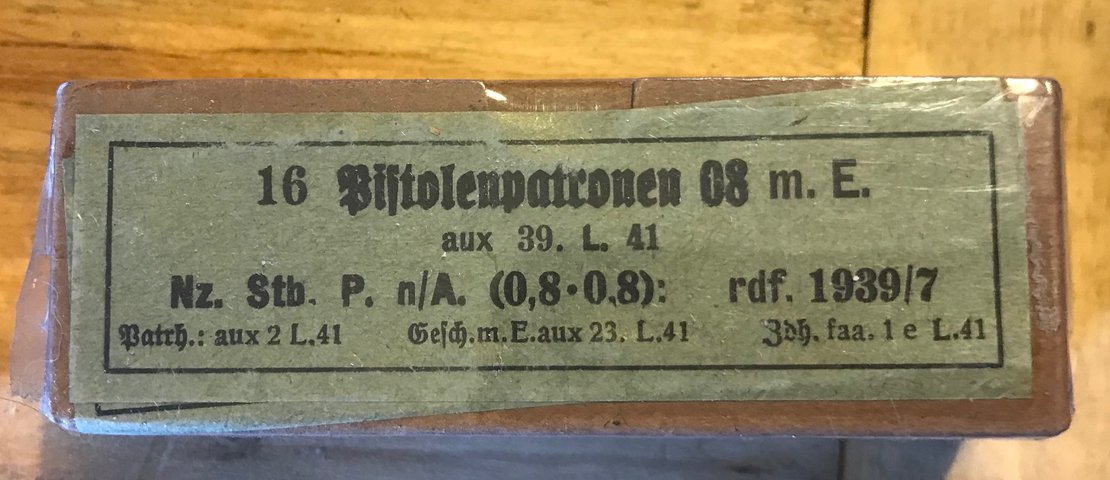 16 Pistolenpatronen 08 m. E.
aux 39. L. 41
Nz. Stb. P. n/A. (0,8·0,8): rdf. 1939/7
Patrh.: aux 2 L.41 Gesch.m.E.aux 23. L.41 Zdh. faa. 1 e L.41